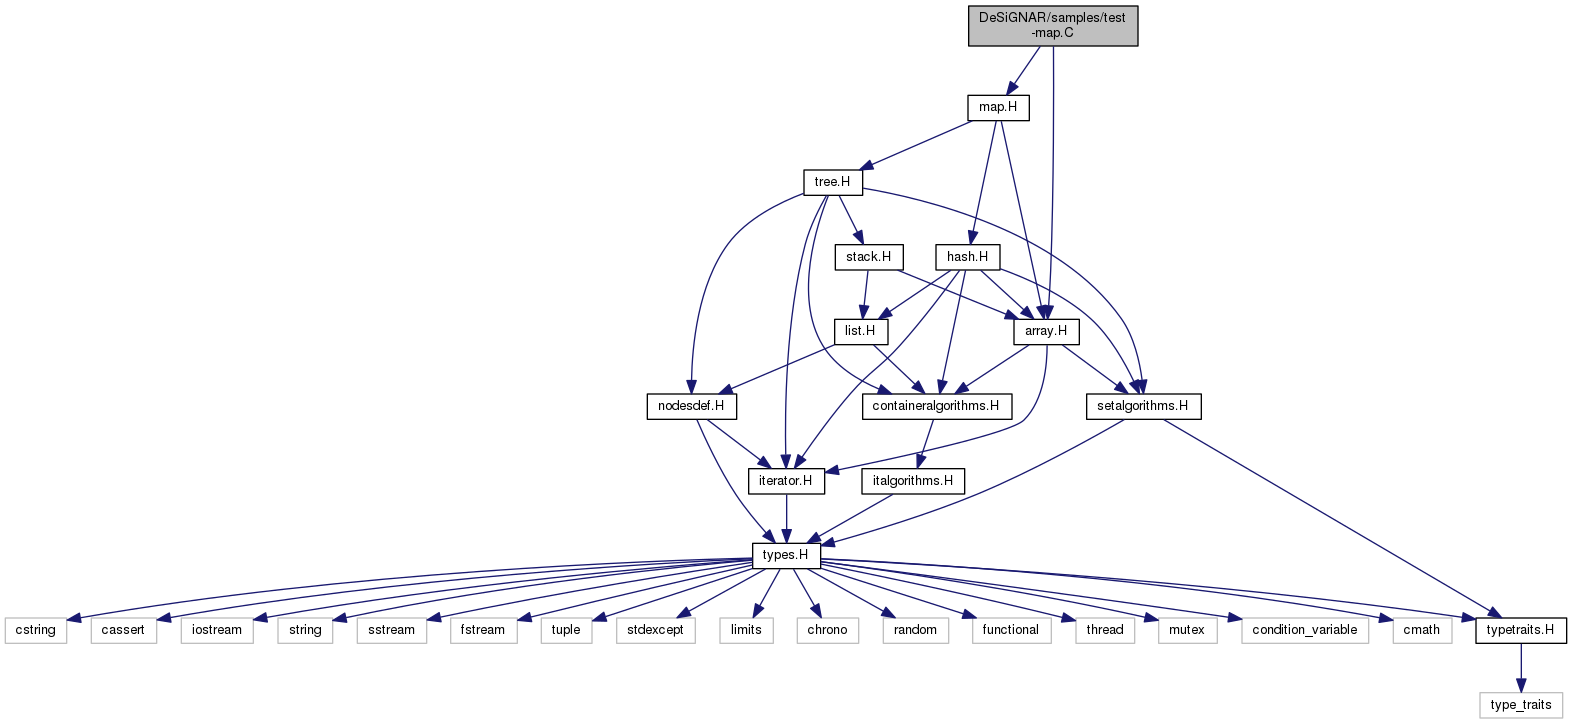 DeSiGNAR/samples/test
-map.C
map.H
tree.H
stack.H
hash.H
list.H
array.H
nodesdef.H
containeralgorithms.H
setalgorithms.H
iterator.H
italgorithms.H
types.H
cstring
cassert
iostream
string
sstream
fstream
tuple
stdexcept
limits
chrono
random
functional
thread
mutex
condition_variable
cmath
typetraits.H
type_traits